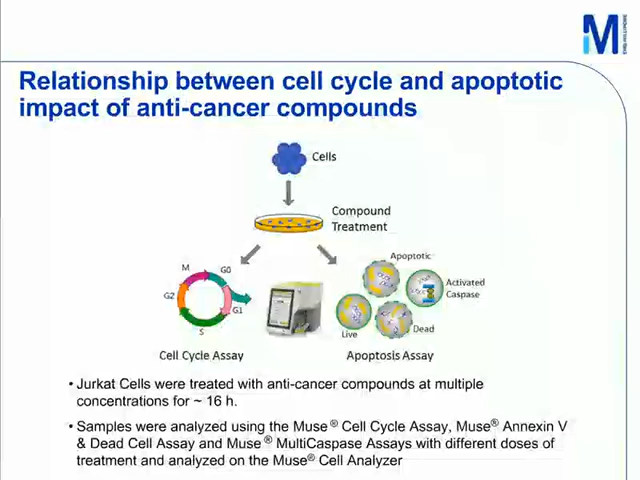 M
Relationship between cell cycle and apoptotic
impact of anti-cancer compounds
Cells
Compound
Treatment
Apoptotic
M
G0
G2
G1
S
Activated
Caspase
Live
Dead
Cell Cycle Assay
Apoptosis Assay
• Jurkat Cells were treated with anti-cancer compounds at multiple
concentrations for ~ 16 h.
• Samples were analyzed using the Muse® Cell Cycle Assay, Muse® Annexin V
& Dead Cell Assay and Muse® MultiCaspase Assays with different doses of
treatment and analyzed on the Muse® Cell Analyzer